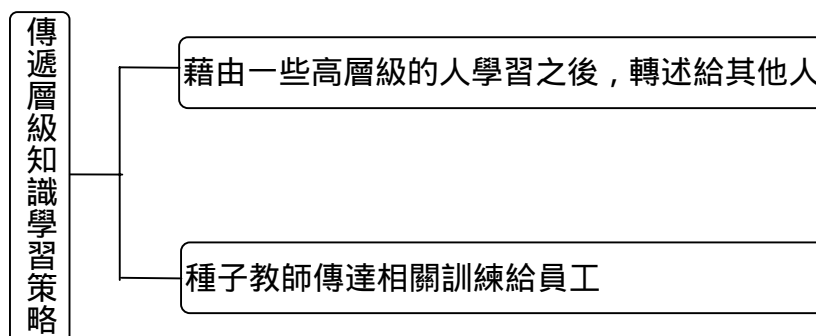 傳遞層級知識學習策略
藉由一些高層級的人學習之後，轉述給其他人
種子教師傳達相關訓練給員工